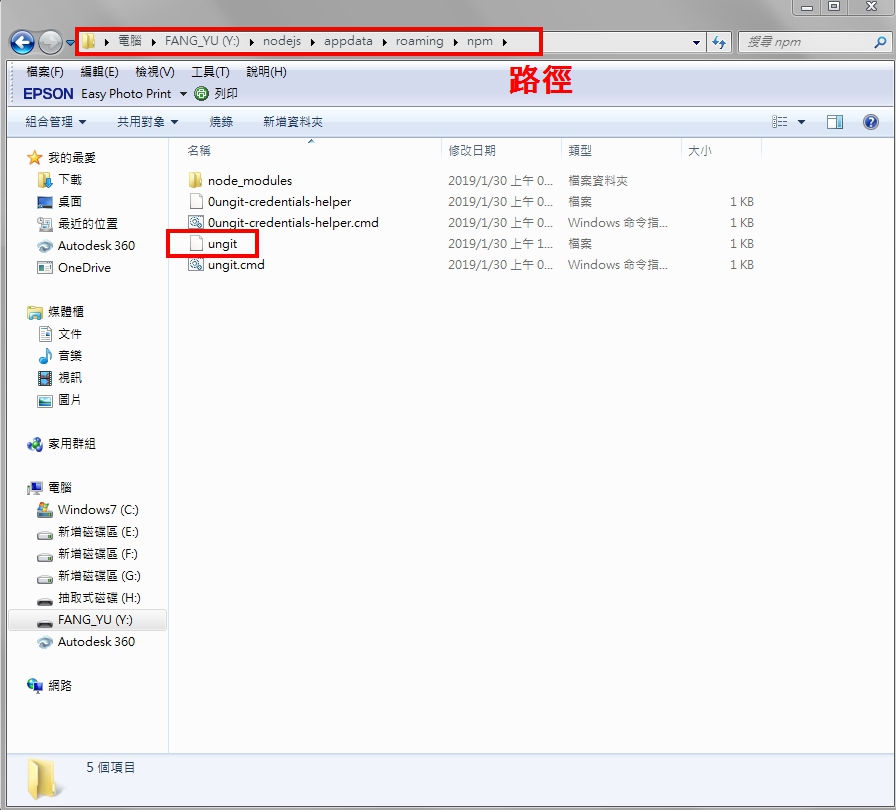 電腦 FANG_YU (Y:) nodejs appdata roaming npm
搜尋 npm
路徑
檔案(F) 編輯(E) 檢視(V) 工具(T) 說明(H)
EPSON Easy Photo Print 列印
組合管理 共用對象 燒錄 新增資料夾
我的最愛
下載
桌面
最近的位置
Autodesk 360
OneDrive
媒體櫃
文件
音樂
視訊
圖片
家用群組
電腦
Windows7 (C:)
新增磁碟區 (E:)
新增磁碟區 (F:)
新增磁碟區 (G:)
抽取式磁碟 (H:)
FANG_YU (Y:)
Autodesk 360
網路
名稱 修改日期 類型 大小
node_modules 2019/1/30 上午 0... 檔案資料夾
0ungit-credentials-helper 2019/1/30 上午 0... 檔案 1 KB
0ungit-credentials-helper.cmd 2019/1/30 上午 0... Windows 命令指... 1 KB
ungit 2019/1/30 上午 1... 檔案 1 KB
ungit.cmd 2019/1/30 上午 0... Windows 命令指... 1 KB
5 個項目